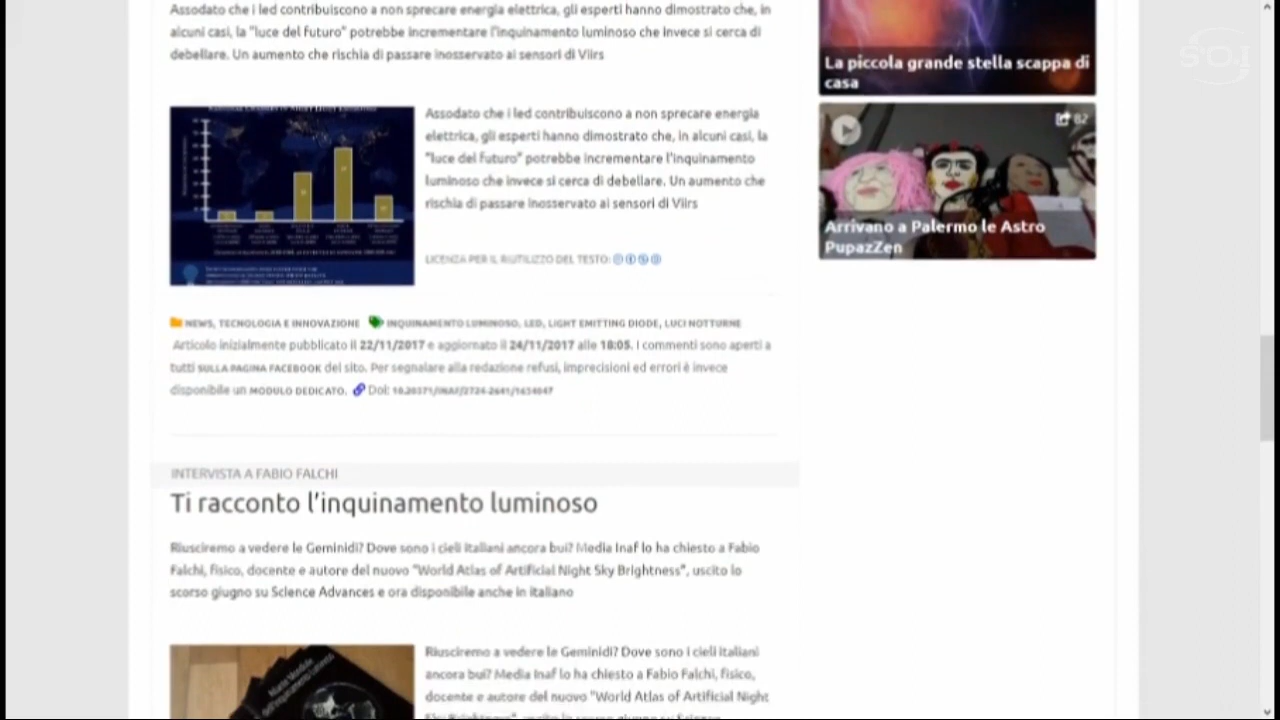 Assodato che i led contribuiscono a non sprecare energia elettrica, gli esperti hanno dimostrato che, in
alcuni casi, la "luce del futuro" potrebbe incrementare l'inquinamento luminoso che invece si cerca di
debellare. Un aumento che rischia di passare inosservato ai sensori di Viirs
Assodato che i led contribuiscono a non sprecare energia
elettrica, gli esperti hanno dimostrato che, in alcuni casi, la
"luce del futuro" potrebbe incrementare l'inquinamento
luminoso che invece si cerca di debellare. Un aumento che
rischia di passare inosservato ai sensori di Viirs
LICENZA PER IL RIUTILIZZO DEL TESTO:
NEWS, TECNOLOGIA E INNOVAZIONE INQUINAMENTO LUMINOSO, LED, LIGHT EMITTING DIODE, LUCI NOTTURNE
Articolo inizialmente pubblicato il 22/11/2017 e aggiornato il 24/11/2017 alle 18:05. I commenti sono aperti a
tutti SULLA PAGINA FACEBOOK del sito. Per segnalare alla redazione refusi, imprecisioni ed errori è invece
disponibile un MODULO DEDICATO. Doi:
INTERVISTA A FABIO FALCHI
Ti racconto l'inquinamento luminoso
Riusciremo a vedere le Geminidi? Dove sono i cieli italiani ancora bui? Media Inaf lo ha chiesto a Fabio
Falchi, fisico, docente e autore del nuovo "World Atlas of Artificial Night Sky Brightness", uscito lo
scorso giugno su Science Advances e ora disponibile anche in italiano
Riusciremo a vedere le Geminidi? Dove sono i cieli italiani
ancora bui? Media Inaf lo ha chiesto a Fabio Falchi, fisico,
docente e autore del nuovo "World Atlas of Artificial Night
Sky Brightness", uscito lo scorso giugno su Science
La piccola grande stella scappa di
casa
82
Arrivano a Palermo le Astro
PupazZen